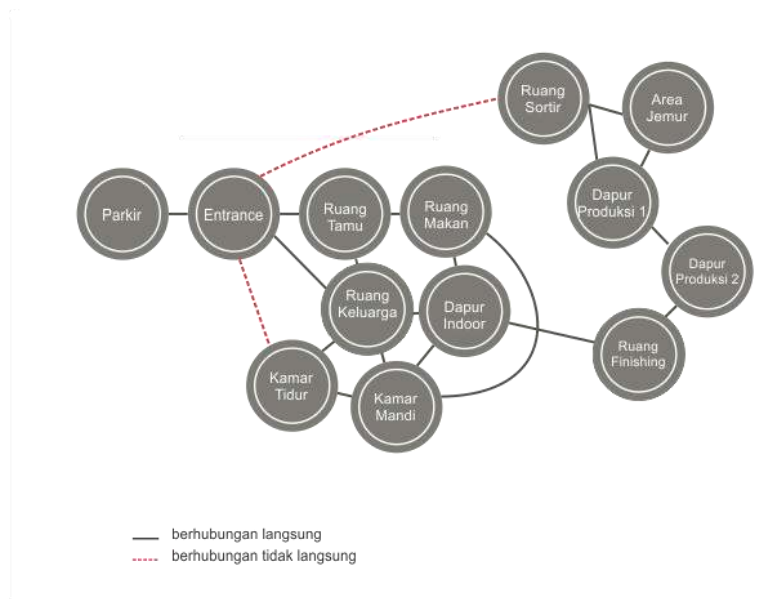 Ruang
Sortir
Area
Jemur
Parkir
Entrance
Ruang
Tamu
Ruang
Makan
Dapur
Produksi 1
Dapur
Produksi 2
Ruang
Keluarga
Dapur
Indoor
Ruang
Finishing
Kamar
Tidur
Kamar
Mandi
berhubungan langsung
berhubungan tidak langsung